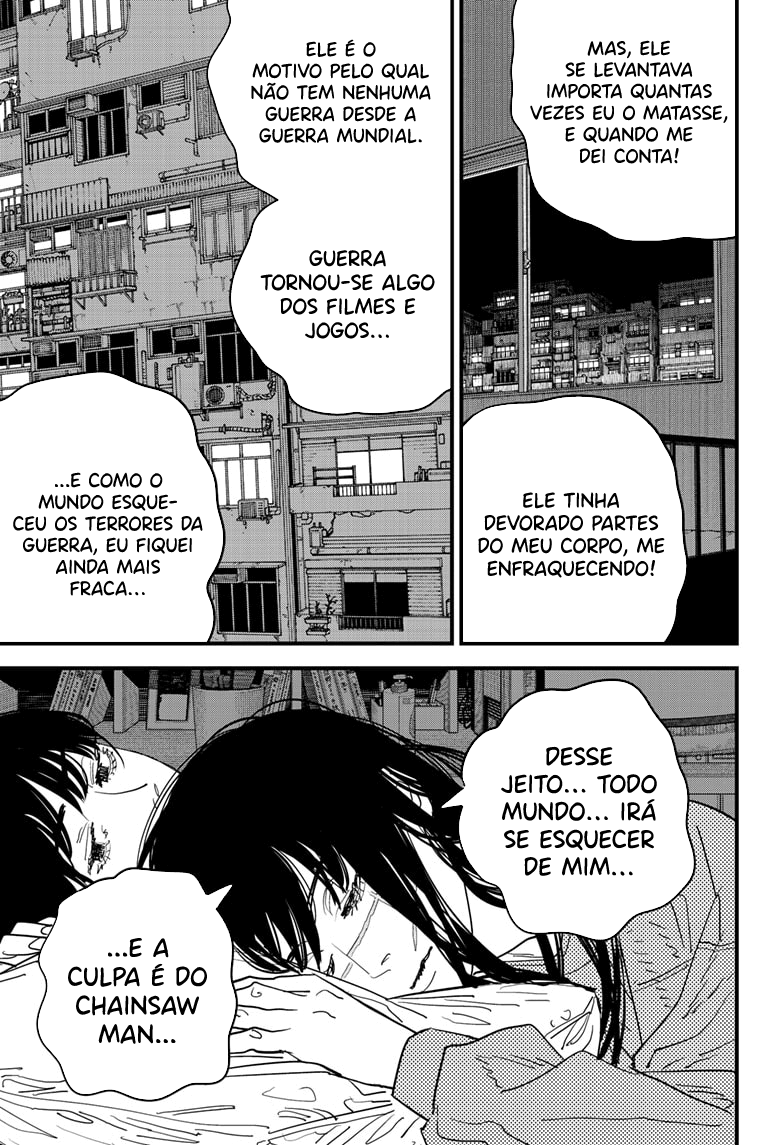 MAS, ELE
SE LEVANTAVA
IMPORTA QUANTAS
VEZES EU O MATASSE,
E QUANDO ME
DEI CONTA!
ELE TINHA
DEVORADO PARTES
DO MEU CORPO, ME
ENFRAQUECENDO!
ELE É O
MOTIVO PELO QUAL
NÃO TEM NENHUMA
GUERRA DESDE A
GUERRA MUNDIAL.
GUERRA
TORNOU-SE ALGO
DOS FILMES E
JOGOS...
...E COMO O
MUNDO ESQUE-
CEU OS TERRORES DA
GUERRA, EU FIQUEI
AINDA MAIS
FRACA...
DESSE
JEITO... TODO
MUNDO... IRÁ
SE ESQUECER
DE MIM...
...E A
CULPA É DO
CHAINSAW
MAN...